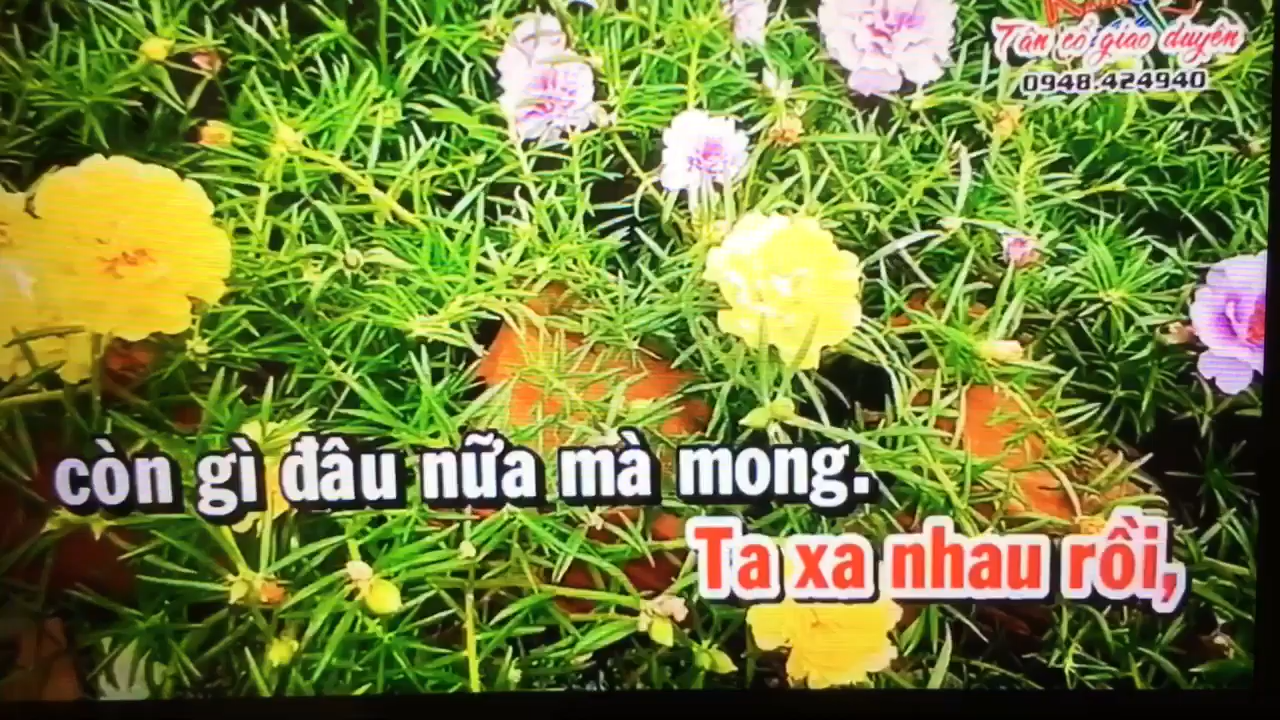 Tân cổ giao duyên
0948.424940
còn gì đâu nữa mà mong.
Ta xa nhau rồi,